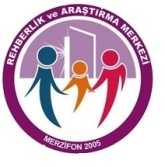 REHBERLİK ve ARAŞTIRMA MERKEZİ
MERZİFON 2005